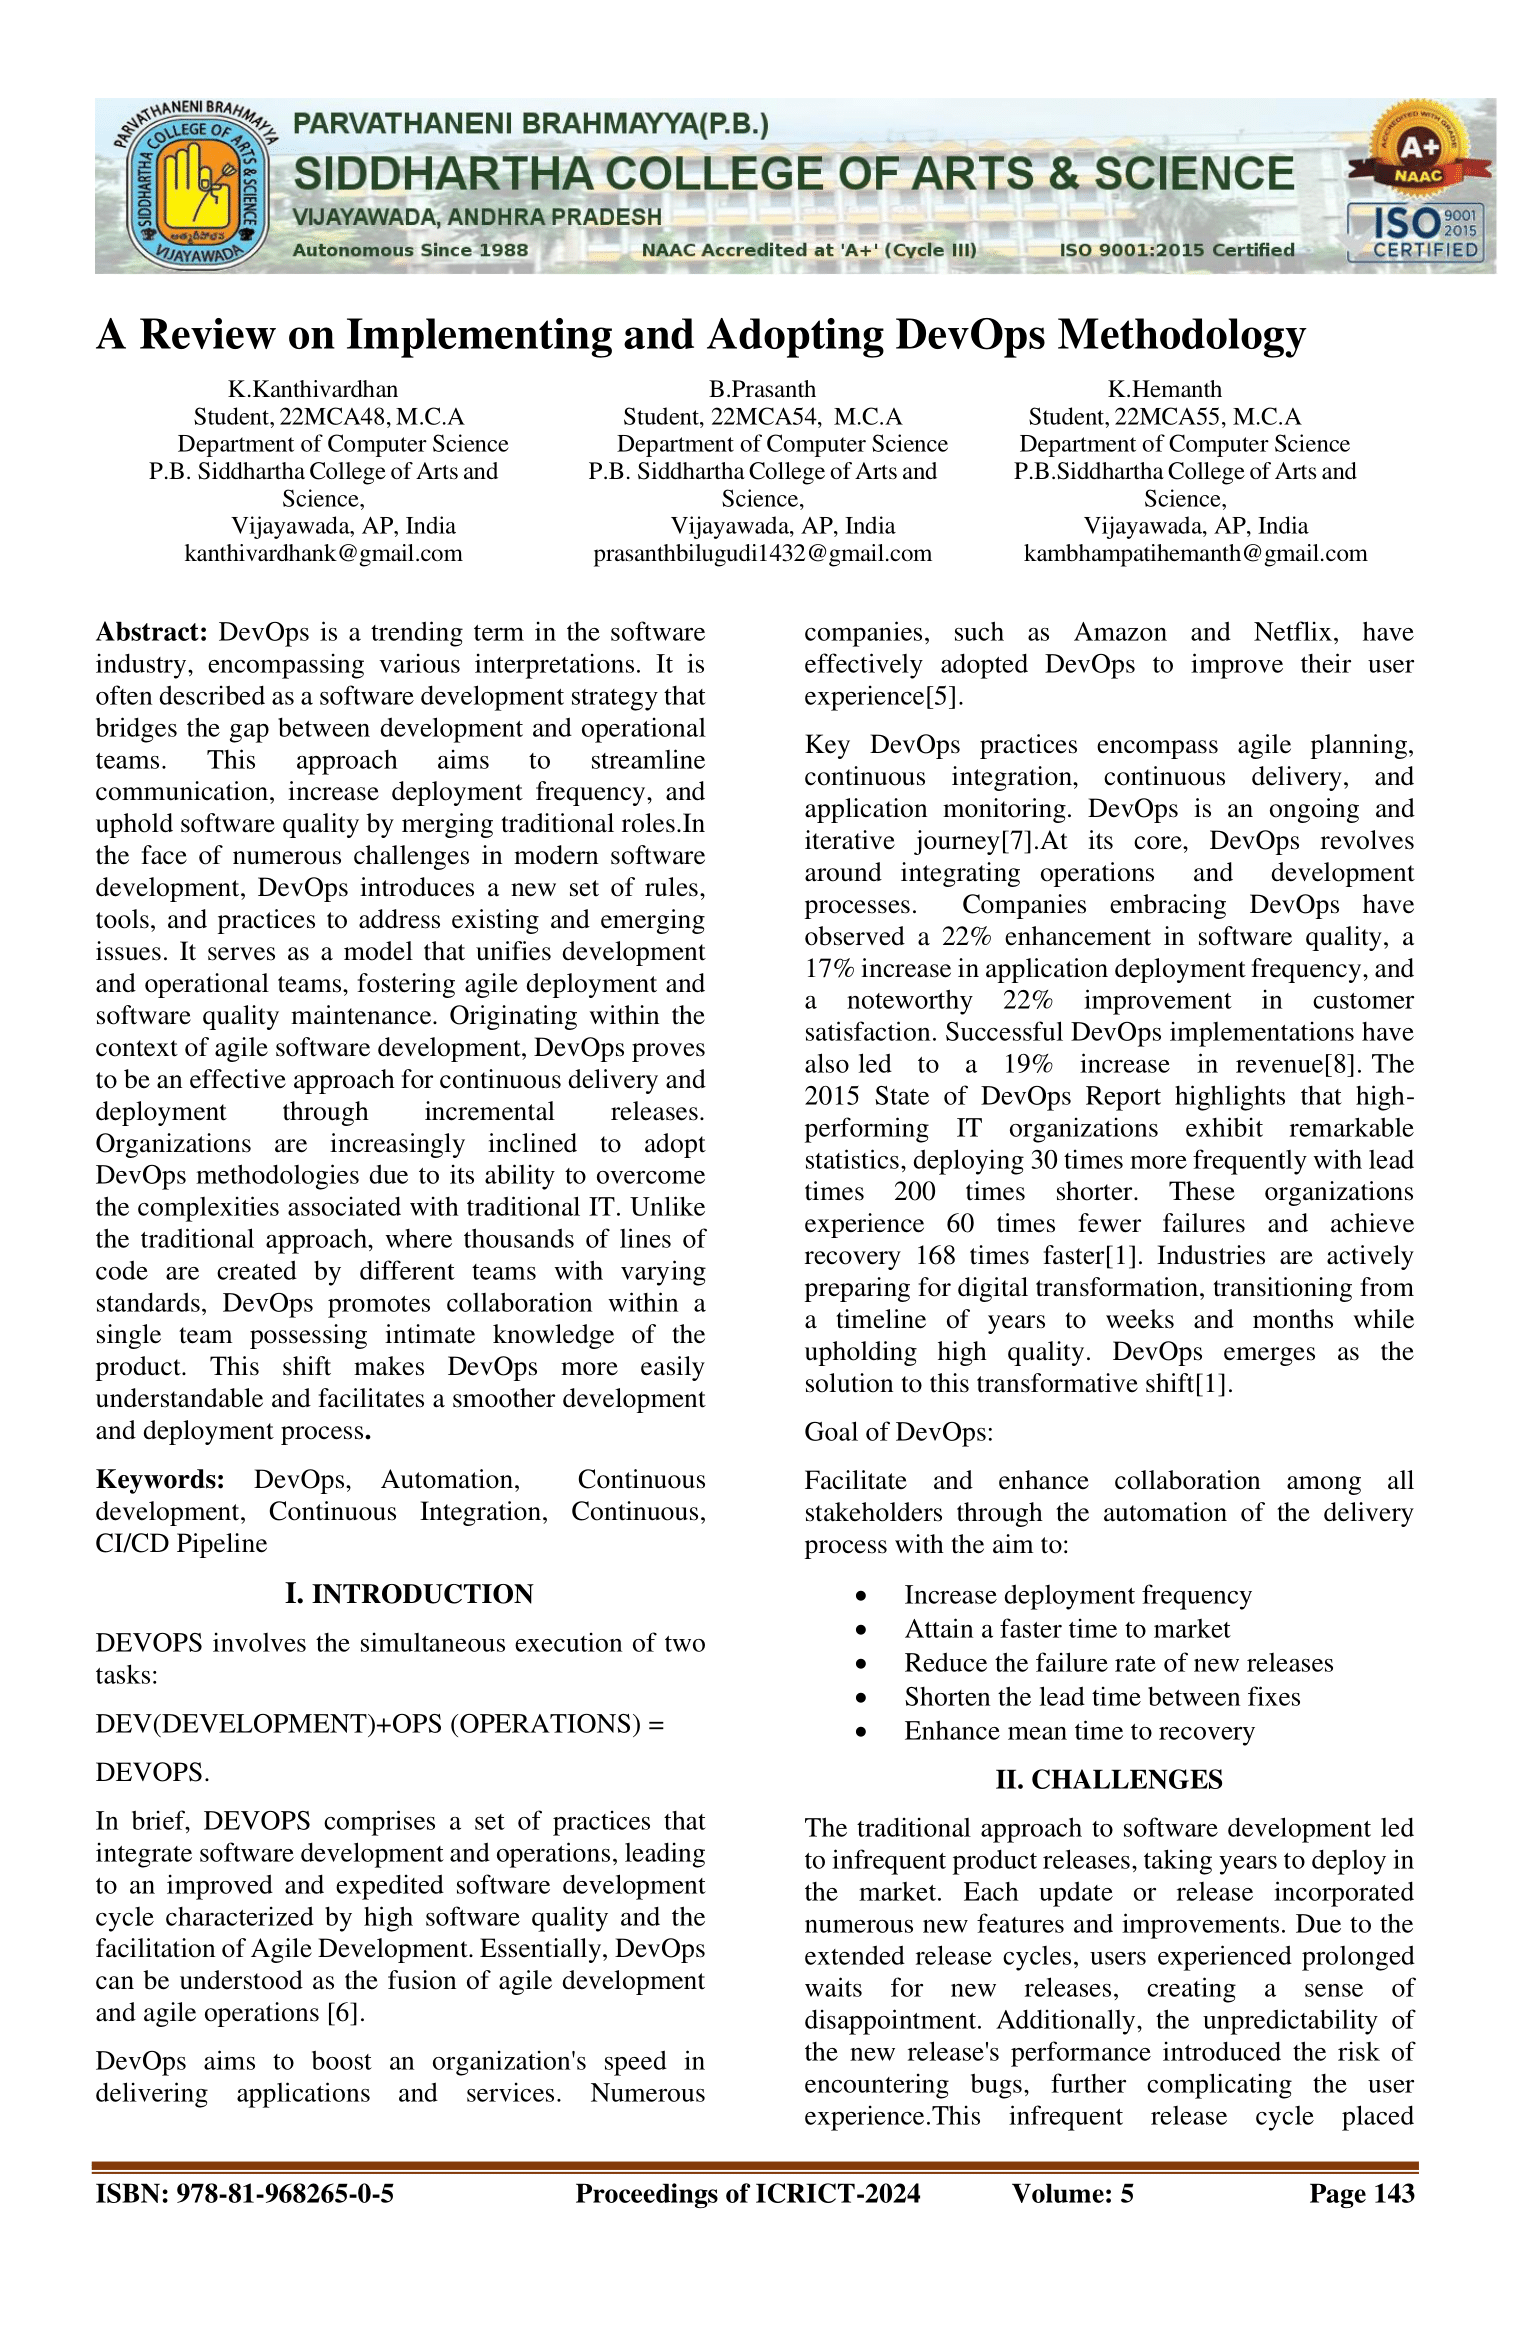 PARVATHANENI BRAHMAYYA
SIDDHARTHA COLLEGE OF ARTS & SCIENCE
VIJAYAWADA
PARVATHANENI BRAHMAYYA(P.B.)
SIDDHARTHA COLLEGE OF ARTS & SCIENCE
VIJAYAWADA, ANDHRA PRADESH
Autonomous Since 1988 NAAC Accredited at 'A+' (Cycle III) ISO 9001:2015 Certified
ACCREDITED WITH GRADE
A+
NAAC
ISO 9001
2015
CERTIFIED
A Review on Implementing and Adopting DevOps Methodology
K.Kanthivardhan
Student, 22MCA48, M.C.A
Department of Computer Science
P.B. Siddhartha College of Arts and
Science,
Vijayawada, AP, India
kanthivardhank@gmail.com
B.Prasanth
Student, 22MCA54, M.C.A
Department of Computer Science
P.B. Siddhartha College of Arts and
Science,
Vijayawada, AP, India
prasanthbilugudi1432@gmail.com
K.Hemanth
Student, 22MCA55, M.C.A
Department of Computer Science
P.B.Siddhartha College of Arts and
Science,
Vijayawada, AP, India
kambhampatihemanth@gmail.com
Abstract: DevOps is a trending term in the software
industry, encompassing various interpretations. It is
often described as a software development strategy that
bridges the gap between development and operational
teams. This approach aims to streamline
communication, increase deployment frequency, and
uphold software quality by merging traditional roles.In
the face of numerous challenges in modern software
development, DevOps introduces a new set of rules,
tools, and practices to address existing and emerging
issues. It serves as a model that unifies development
and operational teams, fostering agile deployment and
software quality maintenance. Originating within the
context of agile software development, DevOps proves
to be an effective approach for continuous delivery and
deployment through incremental releases.
Organizations are increasingly inclined to adopt
DevOps methodologies due to its ability to overcome
the complexities associated with traditional IT. Unlike
the traditional approach, where thousands of lines of
code are created by different teams with varying
standards, DevOps promotes collaboration within a
single team possessing intimate knowledge of the
product. This shift makes DevOps more easily
understandable and facilitates a smoother development
and deployment process.
Keywords: DevOps, Automation, Continuous
development, Continuous Integration, Continuous,
CI/CD Pipeline
I. INTRODUCTION
DEVOPS involves the simultaneous execution of two
tasks:
DEV(DEVELOPMENT)+OPS (OPERATIONS) =
DEVOPS.
In brief, DEVOPS comprises a set of practices that
integrate software development and operations, leading
to an improved and expedited software development
cycle characterized by high software quality and the
facilitation of Agile Development. Essentially, DevOps
can be understood as the fusion of agile development
and agile operations [6].
DevOps aims to boost an organization's speed in
delivering applications and services. Numerous
companies, such as Amazon and Netflix, have
effectively adopted DevOps to improve their user
experience[5].
Key DevOps practices encompass agile planning,
continuous integration, continuous delivery, and
application monitoring. DevOps is an ongoing and
iterative journey[7].At its core, DevOps revolves
around integrating operations and development
processes. Companies embracing DevOps have
observed a 22% enhancement in software quality, a
17% increase in application deployment frequency, and
a noteworthy 22% improvement in customer
satisfaction. Successful DevOps implementations have
also led to a 19% increase in revenue[8]. The
2015 State of DevOps Report highlights that high-
performing IT organizations exhibit remarkable
statistics, deploying 30 times more frequently with lead
times 200 times shorter. These organizations
experience 60 times fewer failures and achieve
recovery 168 times faster[1]. Industries are actively
preparing for digital transformation, transitioning from
a timeline of years to weeks and months while
upholding high quality. DevOps emerges as the
solution to this transformative shift[1].
Goal of DevOps:
Facilitate and enhance collaboration among all
stakeholders through the automation of the delivery
process with the aim to:
• Increase deployment frequency
• Attain a faster time to market
• Reduce the failure rate of new releases
• Shorten the lead time between fixes
• Enhance mean time to recovery
II. CHALLENGES
The traditional approach to software development led
to infrequent product releases, taking years to deploy in
the market. Each update or release incorporated
numerous new features and improvements. Due to the
extended release cycles, users experienced prolonged
waits for new releases, creating a sense of
disappointment. Additionally, the unpredictability of
the new release's performance introduced the risk of
encountering bugs, further complicating the user
experience.This infrequent release cycle placed
ISBN: 978-81-968265-0-5 Proceedings of ICRICT-2024 Volume: 5 Page 143